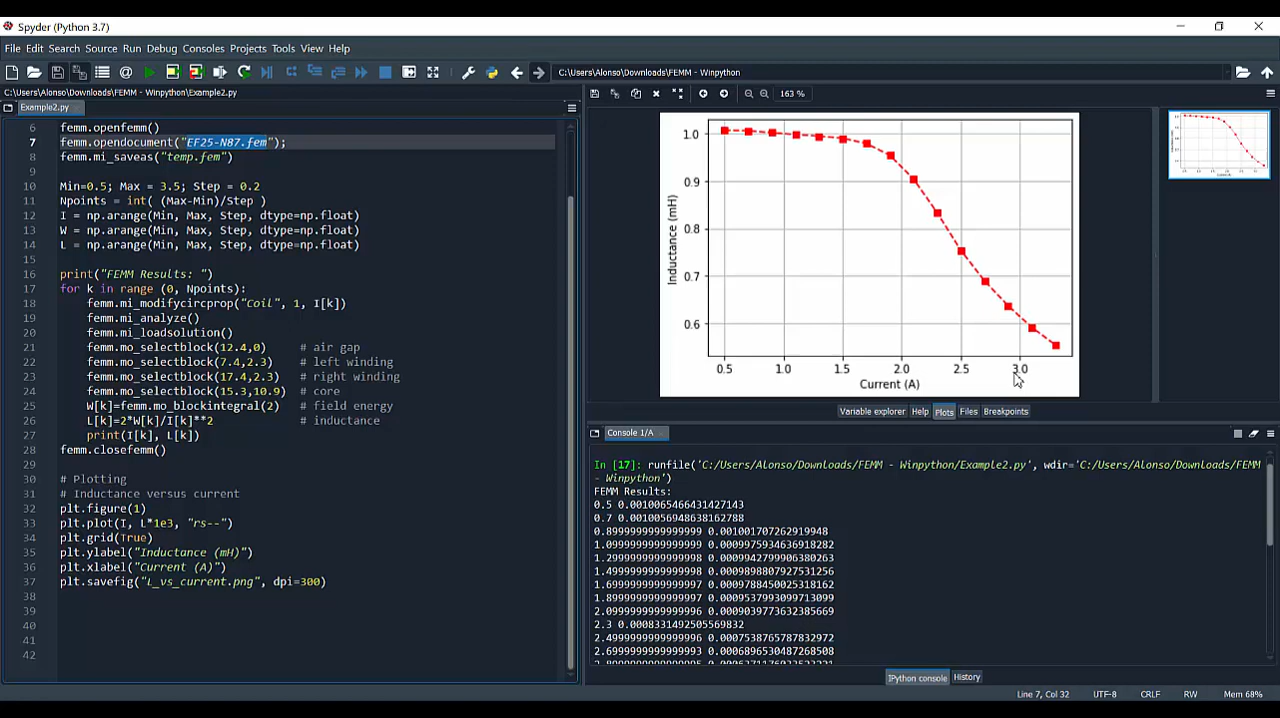 Spyder (Python 3.7)
File Edit Search Source Run Debug Consoles Projects Tools View Help
C:\Users\Alonso\Downloads\FEMM - Winpython
C:\Users\Alonso\Downloads\FEMM - Winpython\Example2.py
Example2.py
6 femm.openfemm()
7 femm.opendocument("EF25-N87.fem");
8 femm.mi_saveas("temp.fem")
9
10 Min=0.5; Max = 3.5; Step = 0.2
11 Npoints = int( (Max-Min)/Step )
12 I = np.arange(Min, Max, Step, dtype=np.float)
13 W = np.arange(Min, Max, Step, dtype=np.float)
14 L = np.arange(Min, Max, Step, dtype=np.float)
15
16 print("FEMM Results: ")
17 for k in range (0, Npoints):
18 femm.mi_modifycircprop("Coil", 1, I[k])
19 femm.mi_analyze()
20 femm.mi_loadsolution()
21 femm.mo_selectblock(12.4,0) # air gap
22 femm.mo_selectblock(7.4,2.3) # left winding
23 femm.mo_selectblock(17.4,2.3) # right winding
24 femm.mo_selectblock(15.3,10.9) # core
25 W[k]=femm.mo_blockintegral(2) # field energy
26 L[k]=2*W[k]/I[k]**2 # inductance
27 print(I[k], L[k])
28 femm.closefemm()
29
30 # Plotting
31 # Inductance versus current
32 plt.figure(1)
33 plt.plot(I, L*1e3, "rs--")
34 plt.grid(True)
35 plt.ylabel("Inductance (mH)")
36 plt.xlabel("Current (A)")
37 plt.savefig("L_vs_current.png", dpi=300)
38
39
40
41
42
163 %
1.0
0.9
0.8
0.7
0.6
Inductance (mH)
0.5 1.0 1.5 2.0 2.5 3.0
Current (A)
Variable explorer Help Plots Files Breakpoints
Console 1/A
In [17]: runfile('C:/Users/Alonso/Downloads/FEMM - Winpython/Example2.py', wdir='C:/Users/Alonso/Downloads/FEMM
- Winpython')
FEMM Results:
0.5 0.0010065466431427143
0.7 0.0010056948638162788
0.8999999999999999 0.001001707262919948
1.0999999999999999 0.0009975934636918282
1.2999999999999998 0.0009942799906380263
1.4999999999999998 0.0009898807927531256
1.6999999999999997 0.0009788450025318162
1.8999999999999997 0.0009537993099713099
2.0999999999999996 0.0009039773632385669
2.3 0.0008331492505569832
2.4999999999999996 0.0007538765787832972
2.6999999999999993 0.0006896530487268508
IPython console History
Line 7, Col 32 UTF-8 CRLF RW Mem 68%